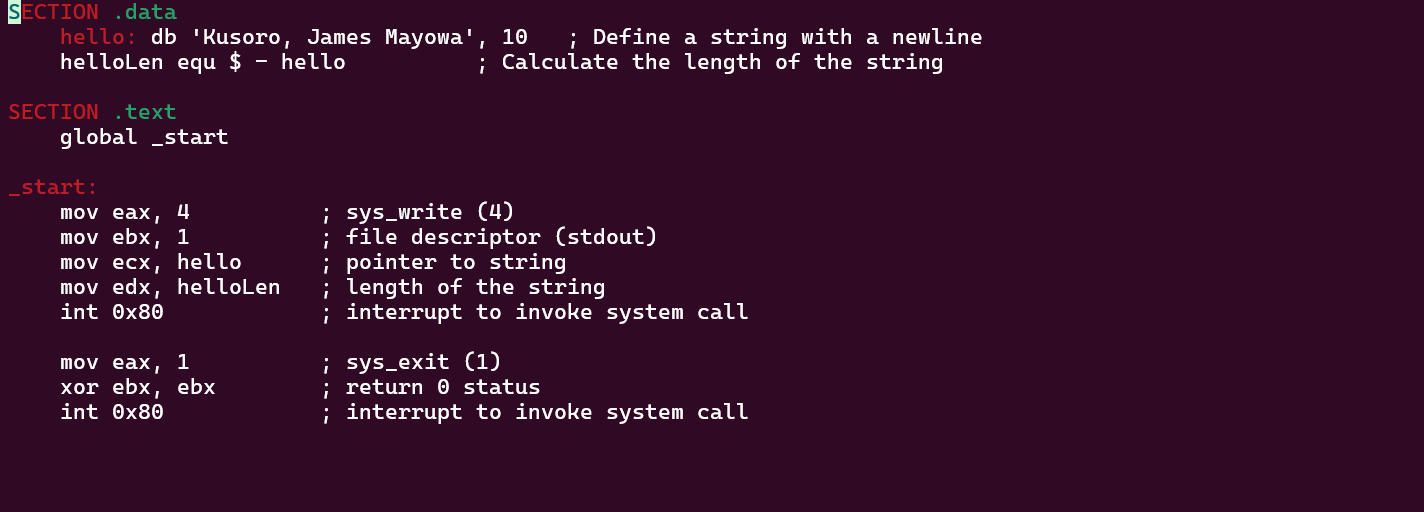 SECTION .data
    hello: db 'Kusoro, James Mayowa', 10   ; Define a string with a newline
    helloLen equ $ - hello          ; Calculate the length of the string

SECTION .text
    global _start

_start:
    mov eax, 4          ; sys_write (4)
    mov ebx, 1          ; file descriptor (stdout)
    mov ecx, hello      ; pointer to string
    mov edx, helloLen   ; length of the string
    int 0x80            ; interrupt to invoke system call

    mov eax, 1          ; sys_exit (1)
    xor ebx, ebx        ; return 0 status
    int 0x80            ; interrupt to invoke system call